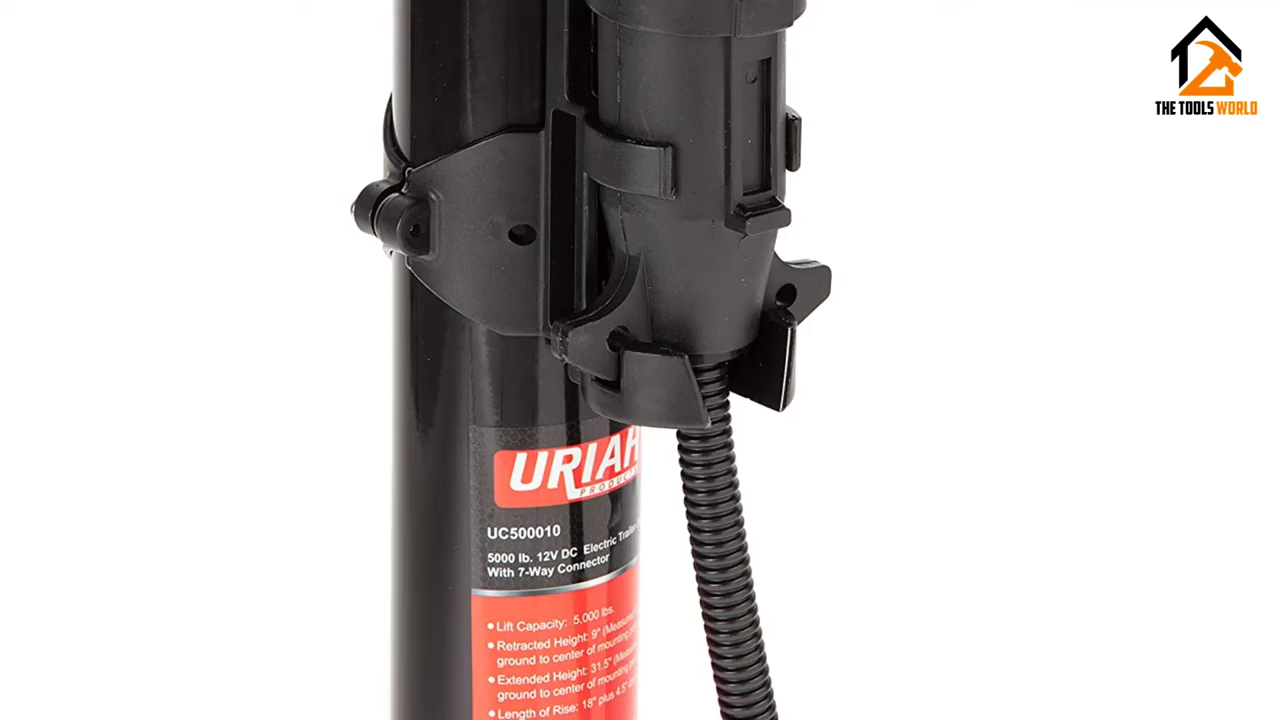 THE TOOLS WORLD
URIAH
PRODUCTS
UC500010
5000 lb. 12V DC Electric Trailer
With 7-Way Connector
• Lift Capacity: 5,000 lbs.
• Retracted Height: 9" (Measured
ground to center of mounting
• Extended Height: 31.5"
ground to center of mounting
• Length of Rise: 18" plus 4.5"